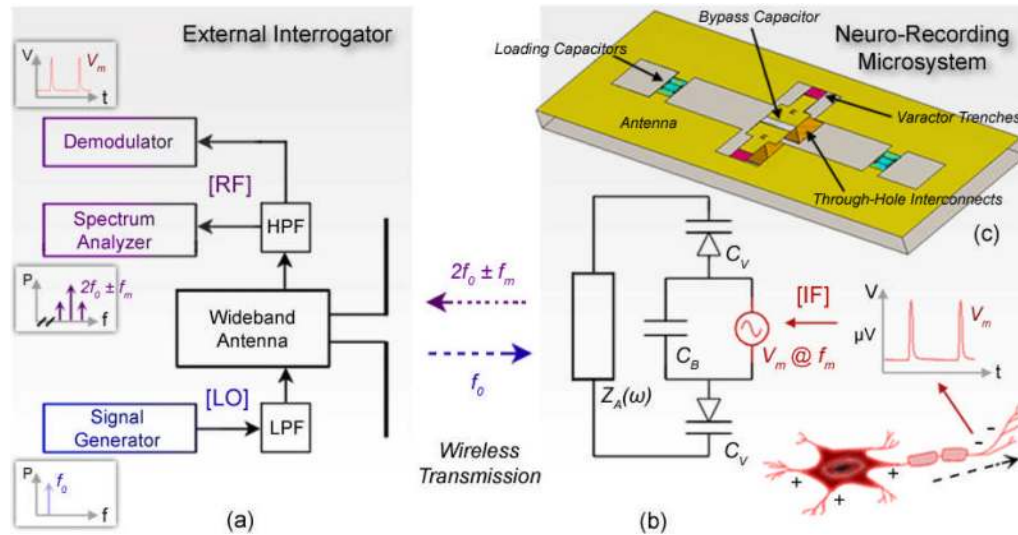 External Interrogator
V
V_m
t
Demodulator
[RF]
Spectrum
Analyzer
HPF
P
2f_0 ± f_m
f
Wideband
Antenna
[LO]
Signal
Generator
LPF
P
f_0
f
(a)
2f_0 ± f_m
f_0
Wireless
Transmission
Neuro-Recording
Microsystem
Bypass Capacitor
Loading Capacitors
Varactor Trenches
Antenna
Through-Hole Interconnects
(c)
C_V
[IF]
V
V_m
µV
t
C_B
V_m @ f_m
Z_A(ω)
C_V
- -
+ + +
(b)